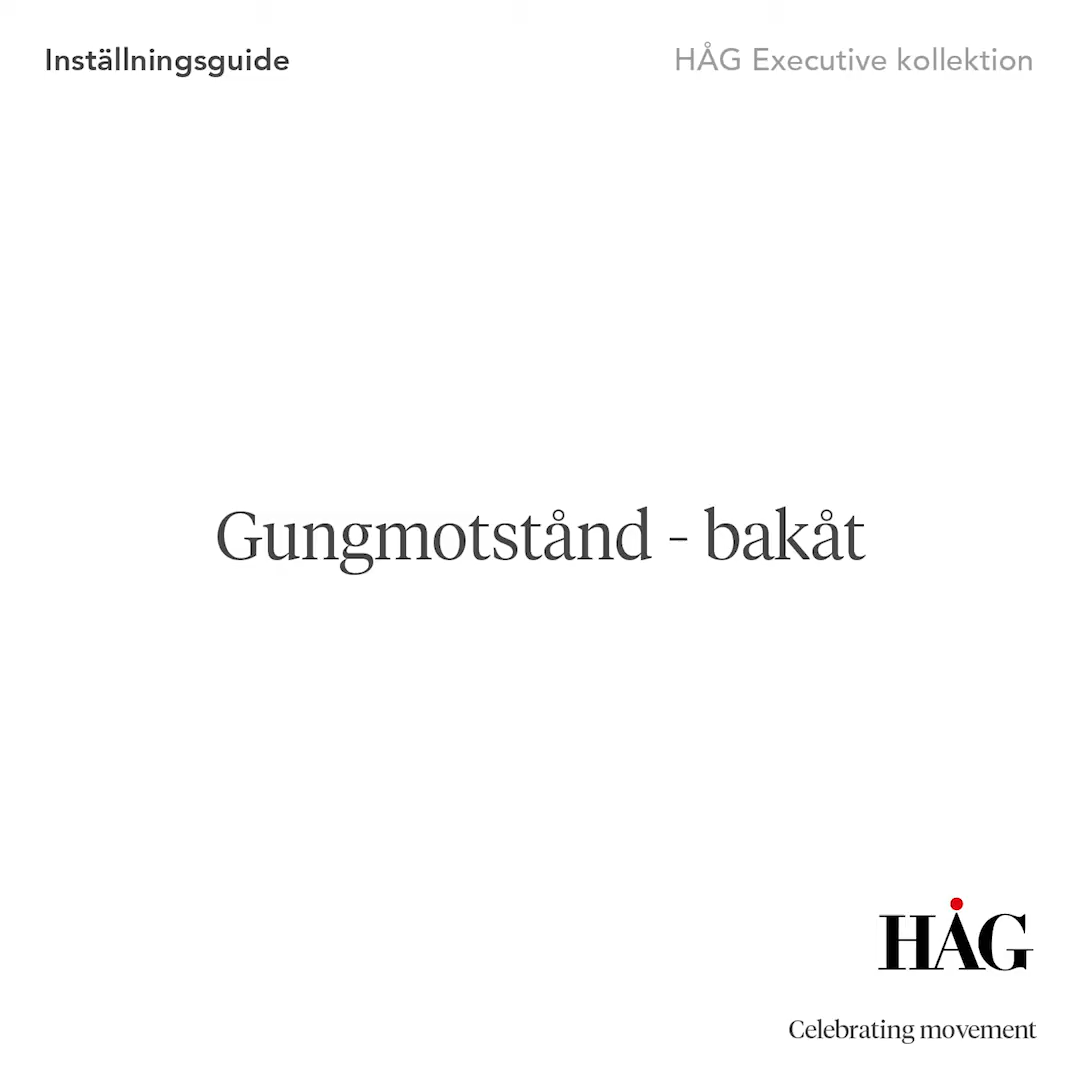 Inställningsguide
HÅG Executive kollektion
Gungmotstånd - bakåt
HÅG
Celebrating movement